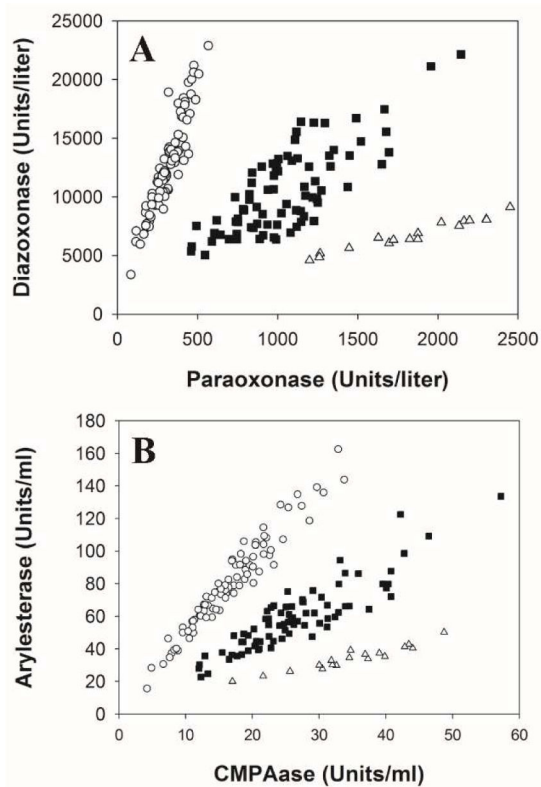 A
25000
20000
15000
10000
5000
0
Diazoxonase (Units/liter)
0 500 1000 1500 2000 2500
Paraoxonase (Units/liter)
B
180
160
140
120
100
80
60
40
20
0
Arylesterase (Units/ml)
0 10 20 30 40 50 60
CMPAase (Units/ml)